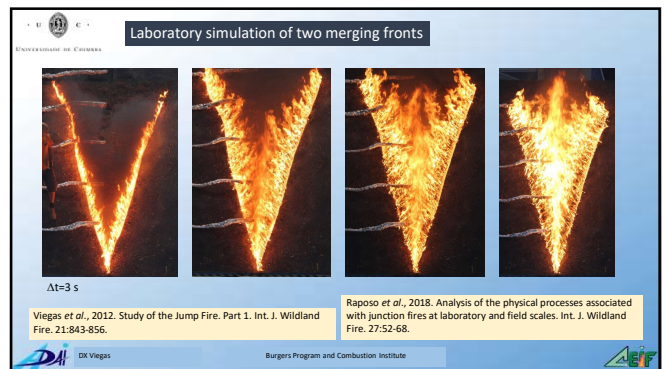 · U C ·
UNIVERSIDADE DE COIMBRA
Laboratory simulation of two merging fronts
Δt=3 s
Viegas et al., 2012. Study of the Jump Fire. Part 1. Int. J. Wildland
Fire. 21:843-856.
Raposo et al., 2018. Analysis of the physical processes associated
with junction fires at laboratory and field scales. Int. J. Wildland
Fire. 27:52-68.
DX Viegas
Burgers Program and Combustion Institute